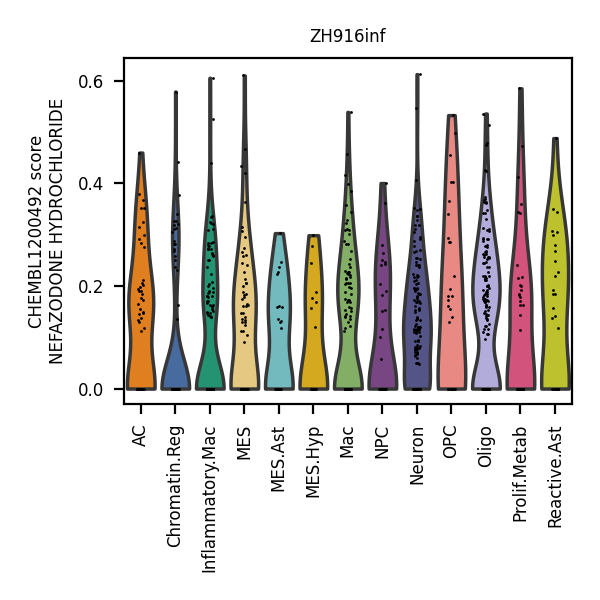 ZH916inf
CHEMBL1200492 score
NEFAZODONE HYDROCHLORIDE
0.6
0.4
0.2
0.0
AC
Chromatin.Reg
Inflammatory.Mac
MES
MES.Ast
MES.Hyp
Mac
NPC
Neuron
OPC
Oligo
Prolif.Metab
Reactive.Ast